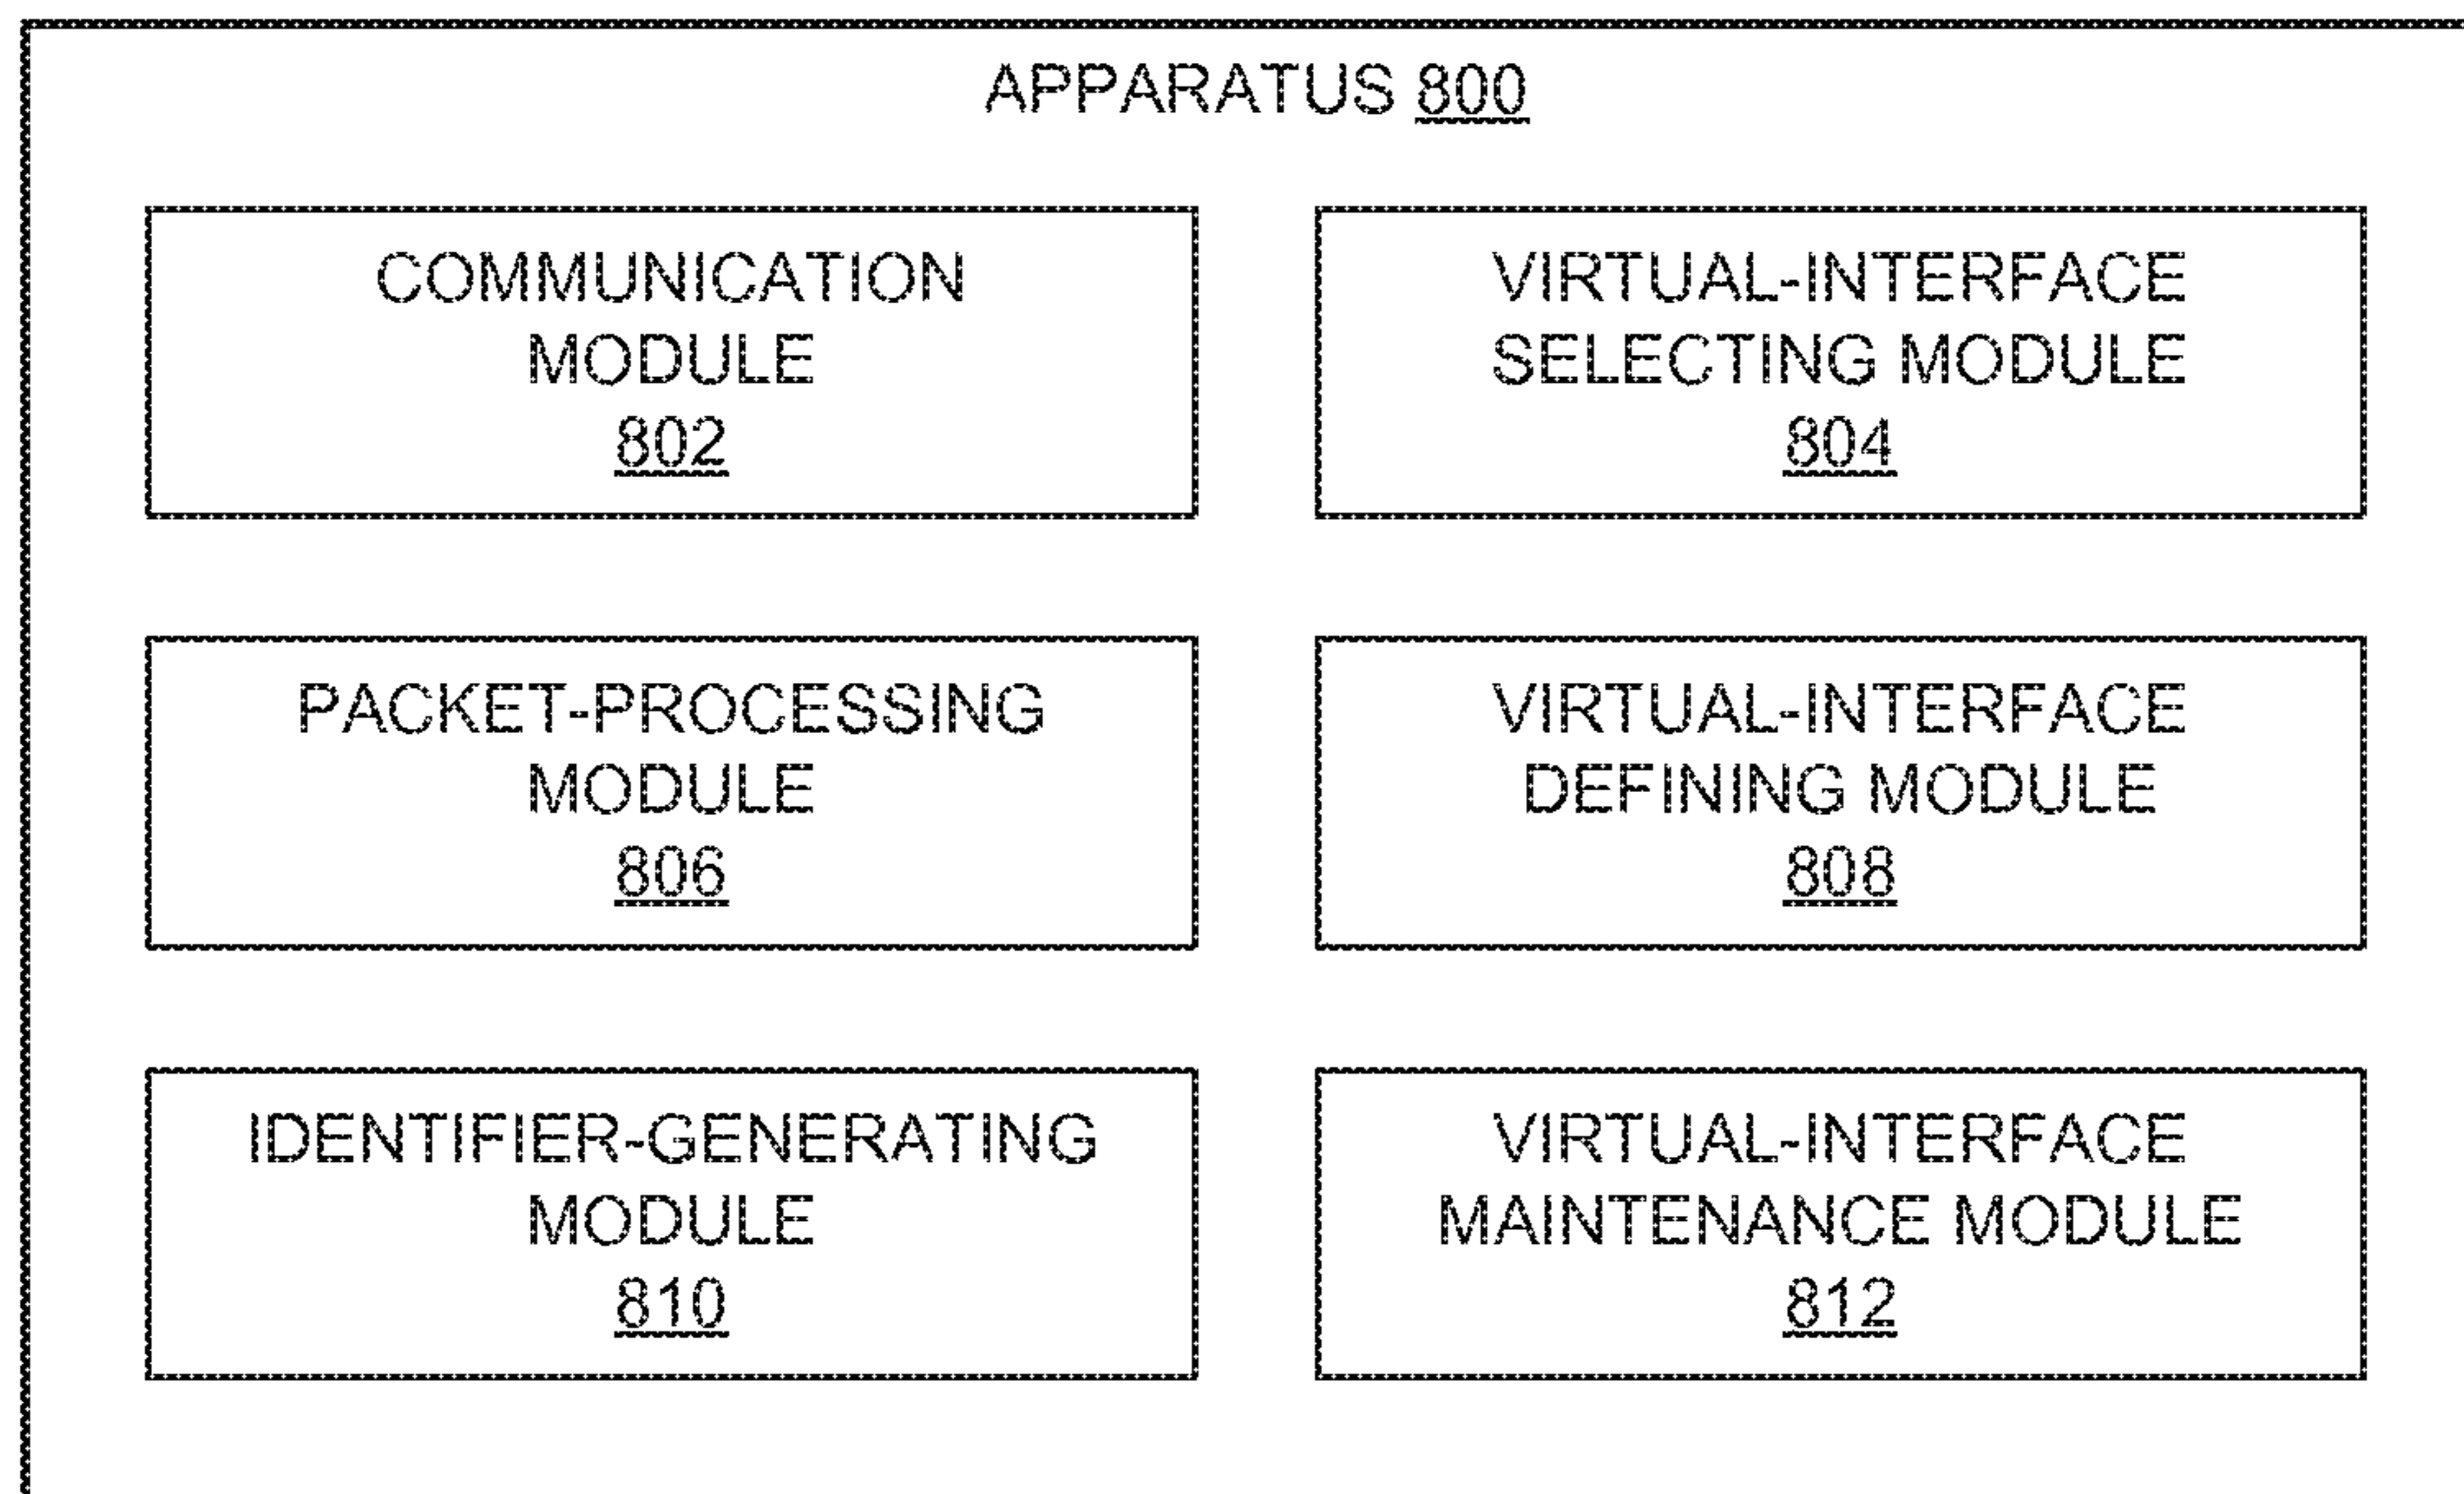 APPARATUS 800
COMMUNICATION
MODULE
802
VIRTUAL-INTERFACE
SELECTING MODULE
804
PACKET-PROCESSING
MODULE
806
VIRTUAL-INTERFACE
DEFINING MODULE
808
IDENTIFIER-GENERATING
MODULE
810
VIRTUAL-INTERFACE
MAINTENANCE MODULE
812